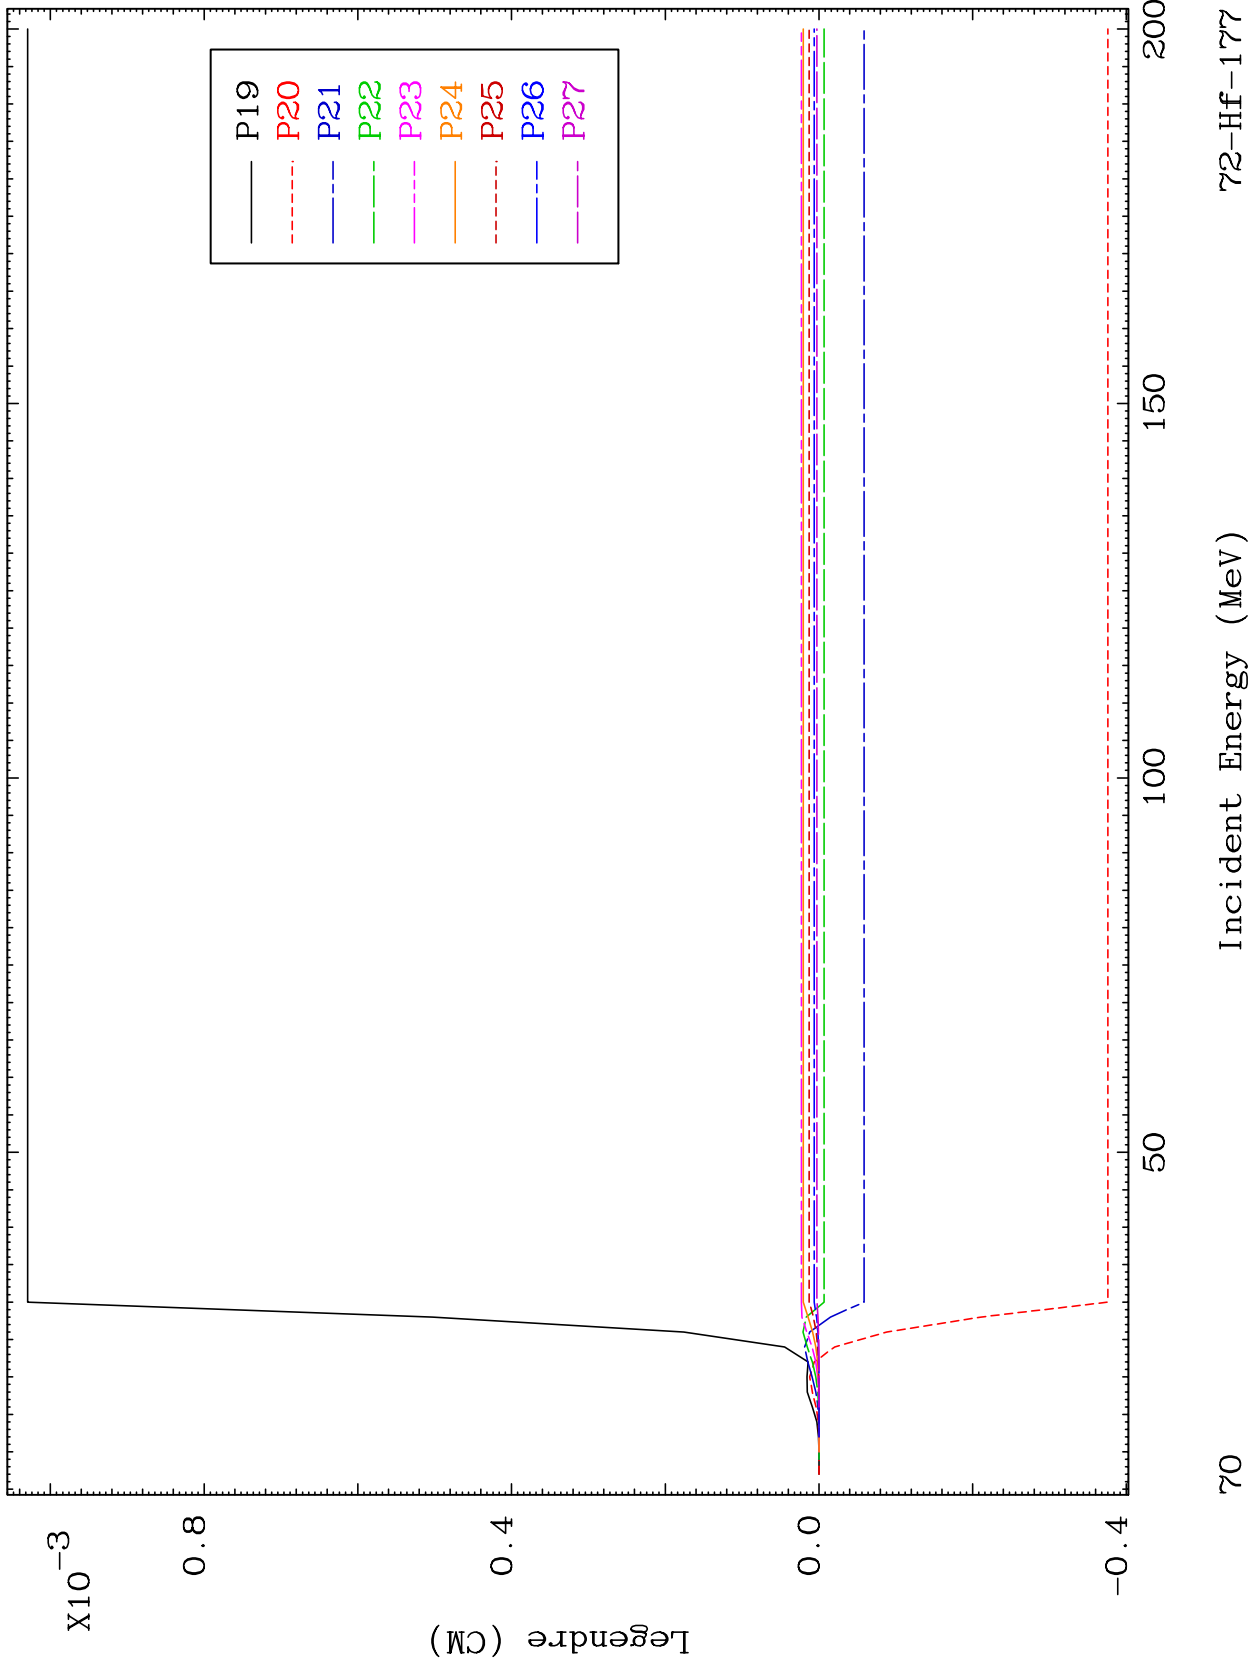 X10-3
0.8
0.4
0.0
-0.4
Legendre (CM)
P19
P20
P21
P22
P23
P24
P25
P26
P27
50
100
150
200
70
Incident Energy (MeV)
72-Hf-177